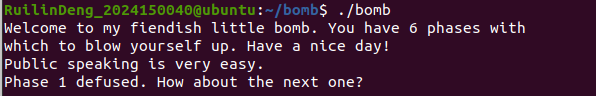 RuilinDeng_2024150040@ubuntu:~/bomb$ ./bomb
Welcome to my fiendish little bomb. You have 6 phases with
which to blow yourself up. Have a nice day!
Public speaking is very easy.
Phase 1 defused. How about the next one?